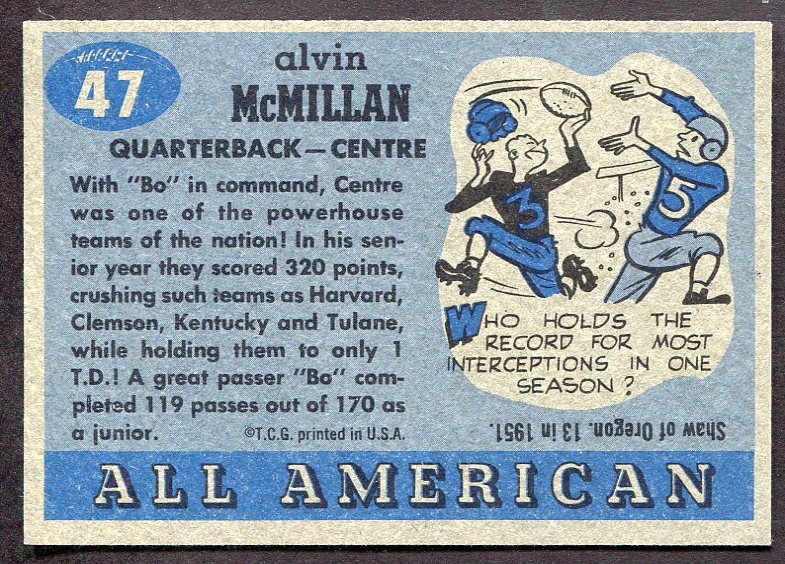 47
alvin
McMILLAN
QUARTERBACK—CENTRE
With "Bo" in command, Centre
was one of the powerhouse
teams of the nation! In his sen-
ior year they scored 320 points,
crushing such teams as Harvard,
Clemson, Kentucky and Tulane,
while holding them to only 1
T.D.! A great passer "Bo" com-
pleted 119 passes out of 170 as
a junior.
©T.C.G. printed in U.S.A.
3
5
WHO HOLDS THE
RECORD FOR MOST
INTERCEPTIONS IN ONE
SEASON?
Shaw of Oregon. 13 in 1951.
ALL AMERICAN